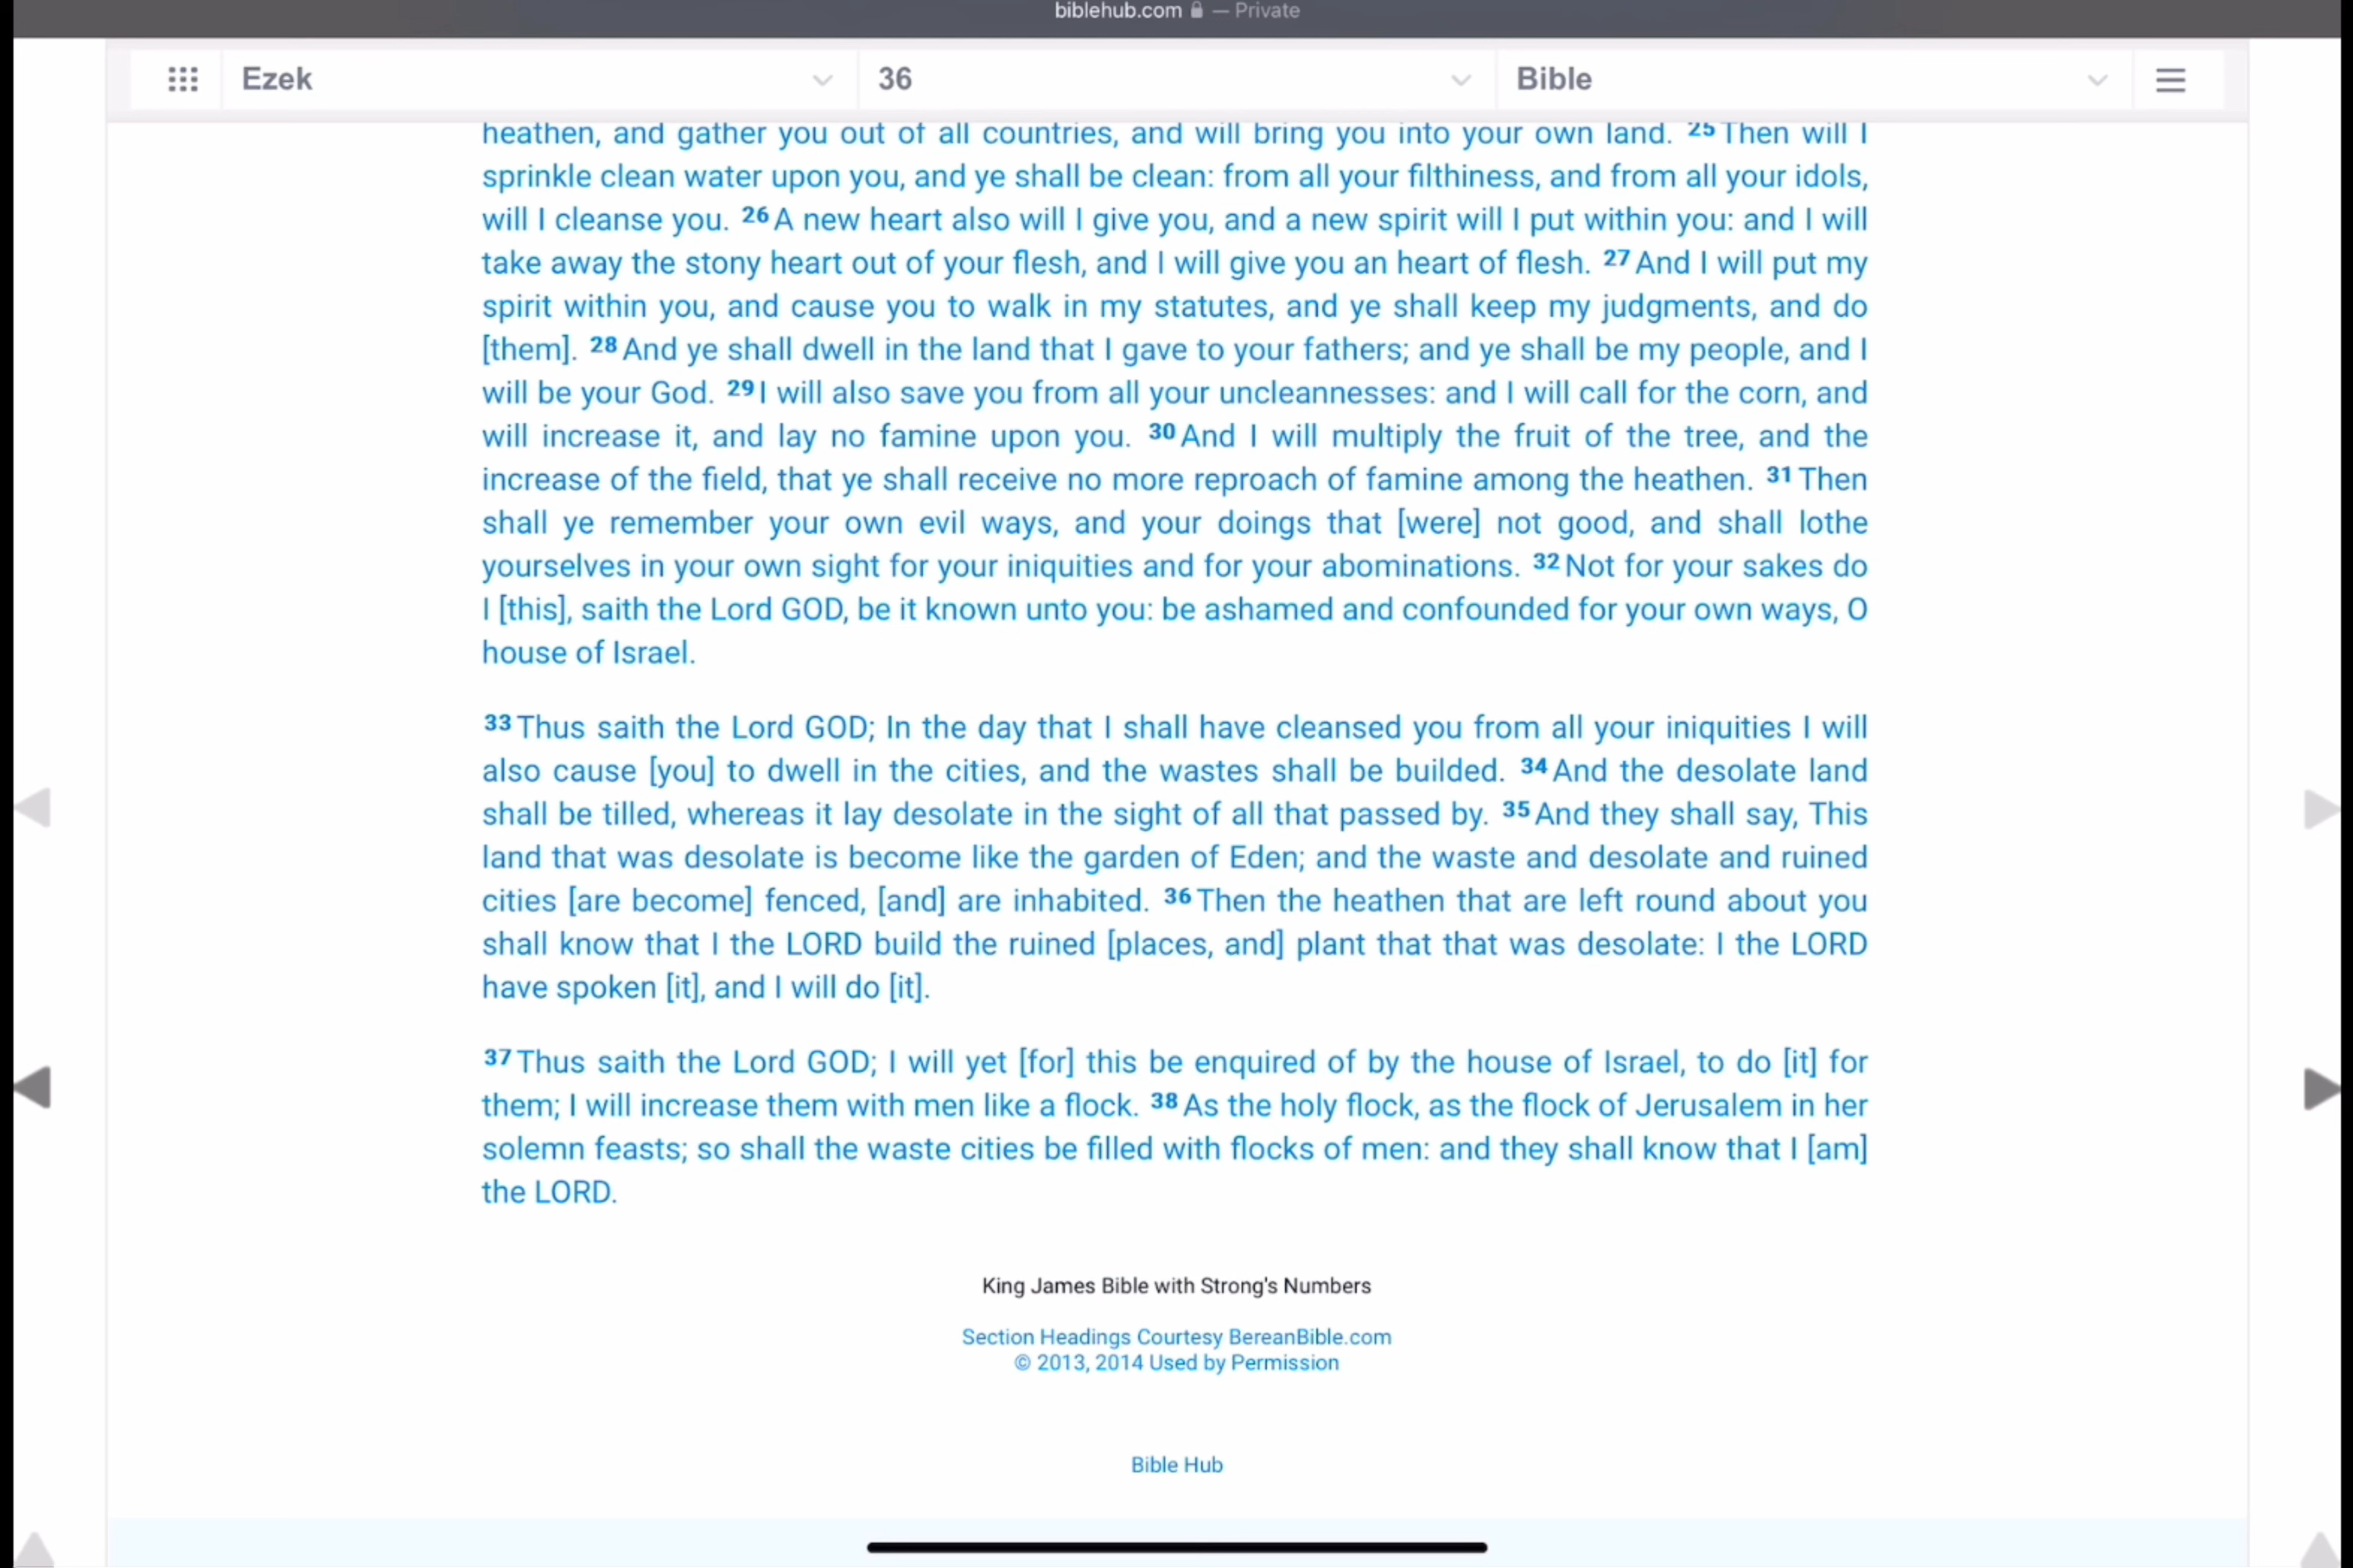 biblehub.com — Private
Ezek 36 Bible
heathen, and gather you out of all countries, and will bring you into your own land. 25 Then will I
sprinkle clean water upon you, and ye shall be clean: from all your filthiness, and from all your idols,
will I cleanse you. 26 A new heart also will I give you, and a new spirit will I put within you: and I will
take away the stony heart out of your flesh, and I will give you an heart of flesh. 27 And I will put my
spirit within you, and cause you to walk in my statutes, and ye shall keep my judgments, and do
[them]. 28 And ye shall dwell in the land that I gave to your fathers; and ye shall be my people, and I
will be your God. 29 I will also save you from all your uncleannesses: and I will call for the corn, and
will increase it, and lay no famine upon you. 30 And I will multiply the fruit of the tree, and the
increase of the field, that ye shall receive no more reproach of famine among the heathen. 31 Then
shall ye remember your own evil ways, and your doings that [were] not good, and shall lothe
yourselves in your own sight for your iniquities and for your abominations. 32 Not for your sakes do
I [this], saith the Lord GOD, be it known unto you: be ashamed and confounded for your own ways, O
house of Israel.
33 Thus saith the Lord GOD; In the day that I shall have cleansed you from all your iniquities I will
also cause [you] to dwell in the cities, and the wastes shall be builded. 34 And the desolate land
shall be tilled, whereas it lay desolate in the sight of all that passed by. 35 And they shall say, This
land that was desolate is become like the garden of Eden; and the waste and desolate and ruined
cities [are become] fenced, [and] are inhabited. 36 Then the heathen that are left round about you
shall know that I the LORD build the ruined [places, and] plant that that was desolate: I the LORD
have spoken [it], and I will do [it].
37 Thus saith the Lord GOD; I will yet [for] this be enquired of by the house of Israel, to do [it] for
them; I will increase them with men like a flock. 38 As the holy flock, as the flock of Jerusalem in her
solemn feasts; so shall the waste cities be filled with flocks of men: and they shall know that I [am]
the LORD.
King James Bible with Strong's Numbers
Section Headings Courtesy BereanBible.com
© 2013, 2014 Used by Permission
Bible Hub